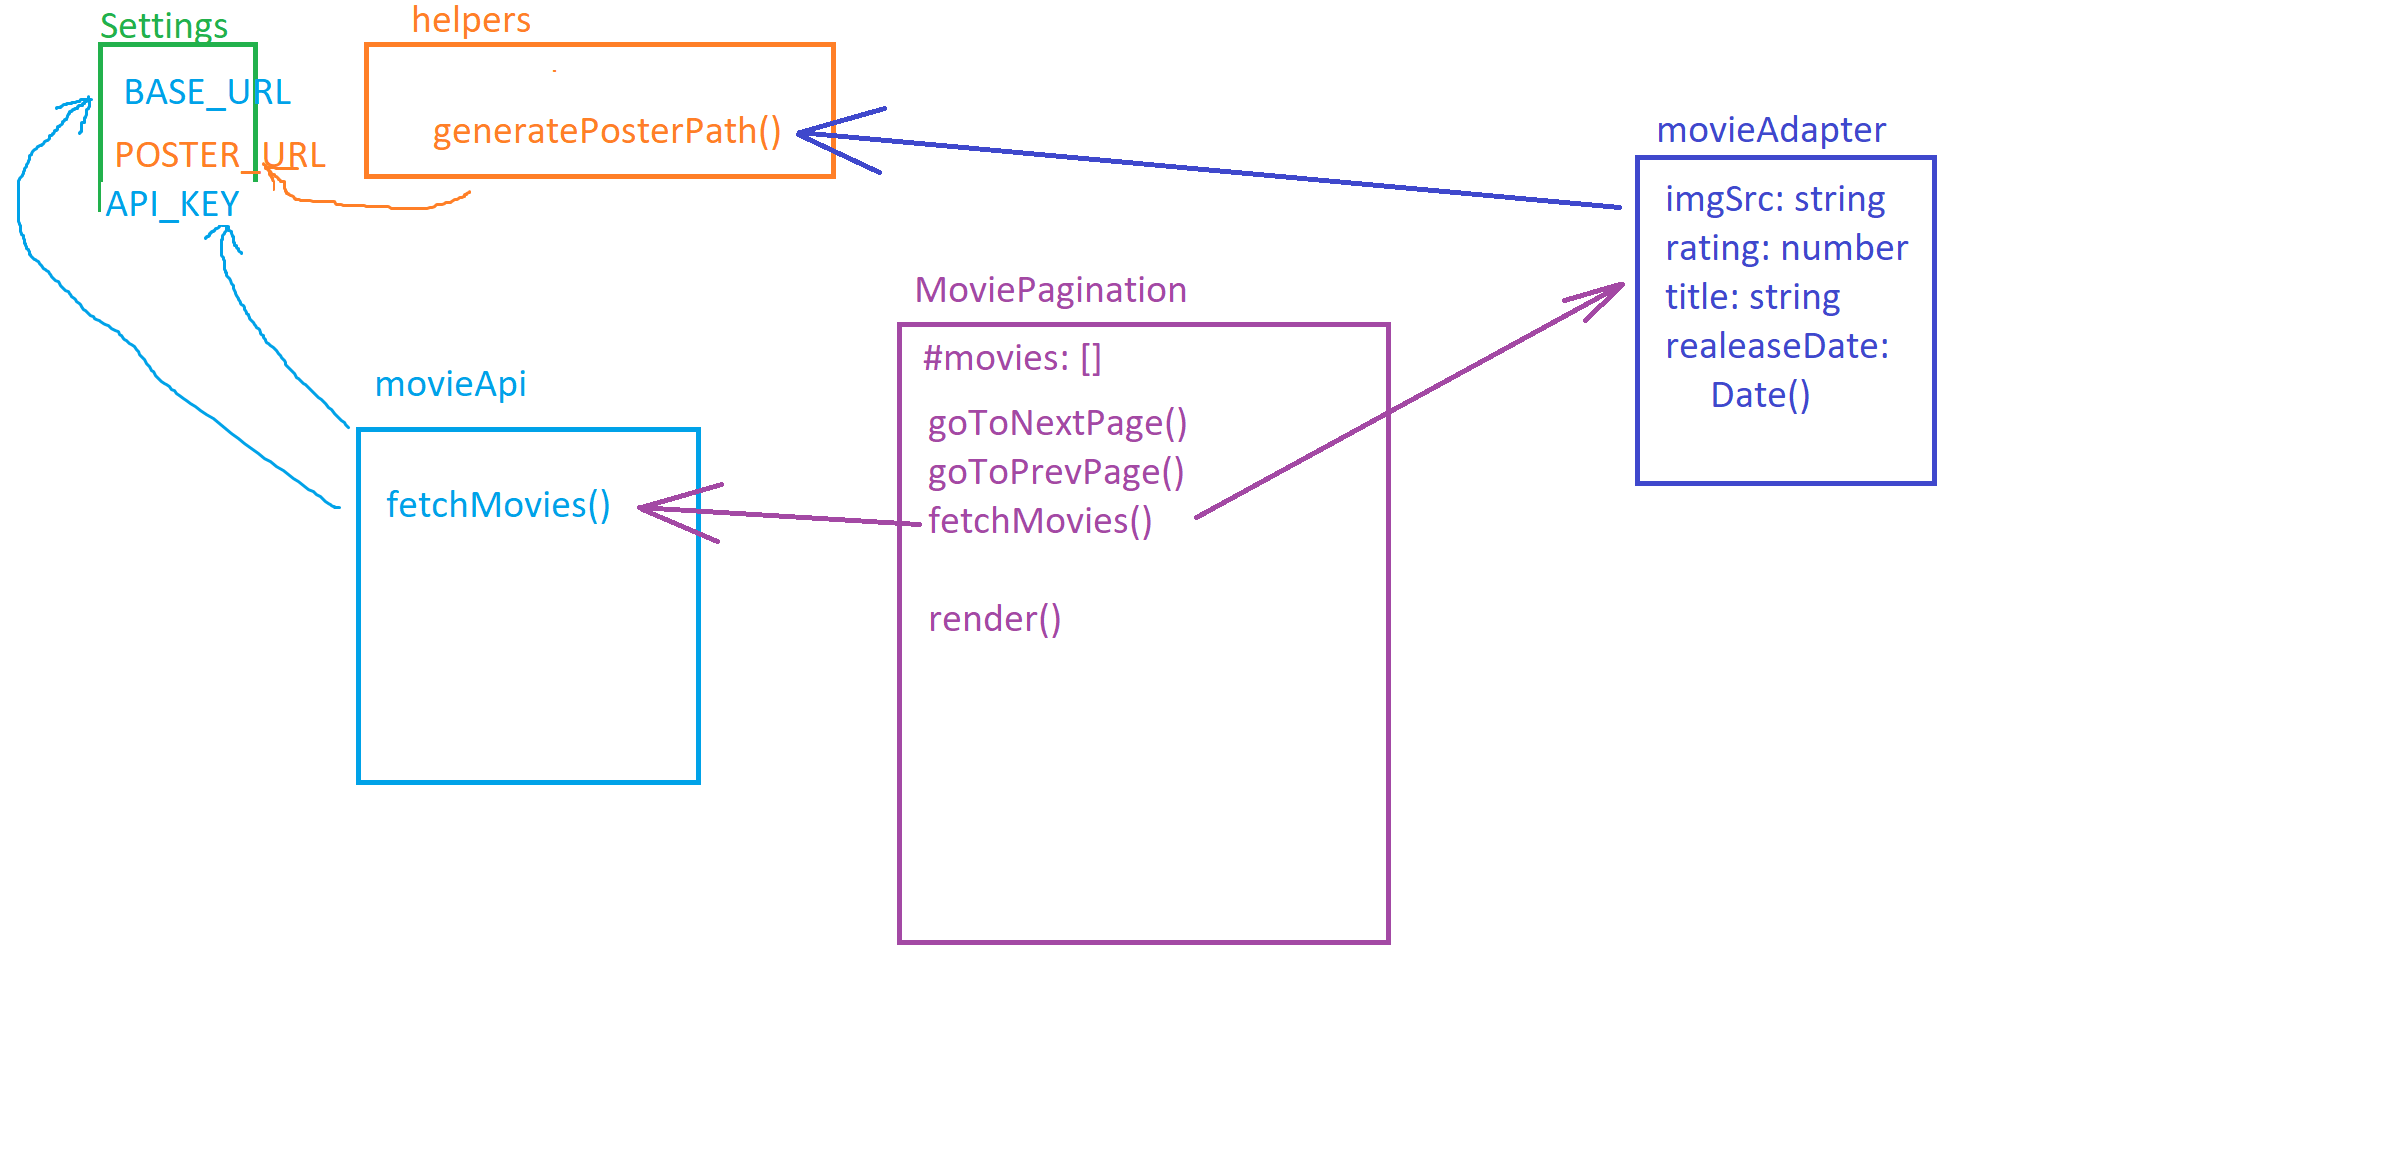 Settings
BASE_URL
POSTER_URL
API_KEY
helpers
generatePosterPath()
movieApi
fetchMovies()
MoviePagination
#movies: []
goToNextPage()
goToPrevPage()
fetchMovies()
render()
movieAdapter
imgSrc: string
rating: number
title: string
realeaseDate:
Date()